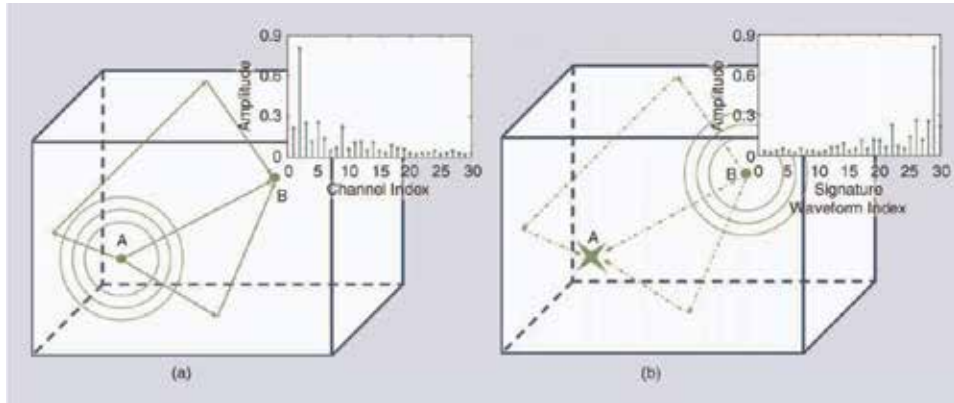 0.9
0.6
0.3
0
Amplitude
0 5 10 15 20 25 30
Channel Index
B
A
(a)
0.9
0.6
0.3
0
Amplitude
0 5 10 15 20 25 30
Signature
Waveform Index
B
A
(b)